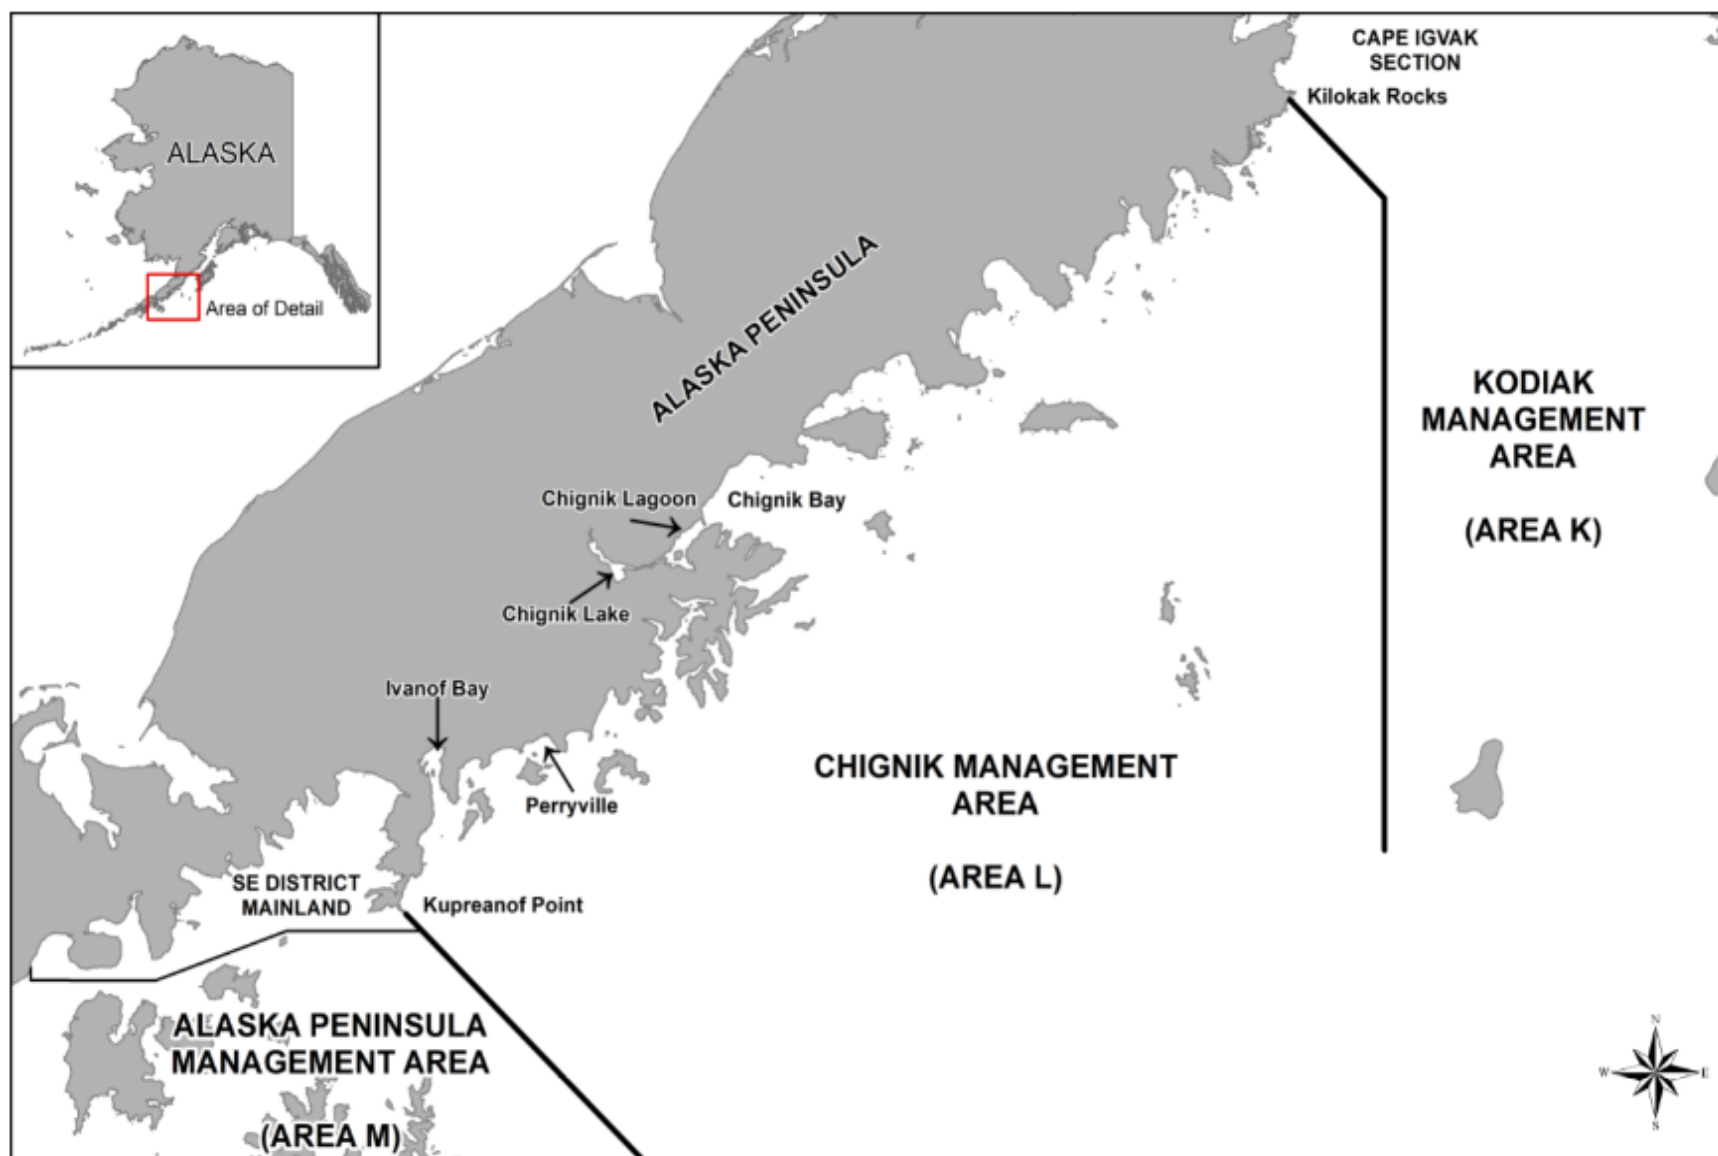 ALASKA
Area of Detail
CAPE IGVAK
SECTION
Kilokak Rocks
ALASKA PENINSULA
KODIAK
MANAGEMENT
AREA
(AREA K)
Chignik Lagoon
Chignik Bay
Chignik Lake
Ivanof Bay
Perryville
CHIGNIK MANAGEMENT
AREA
(AREA L)
SE DISTRICT
MAINLAND
Kupreanof Point
ALASKA PENINSULA
MANAGEMENT AREA
(AREA M)
N
W
E
S